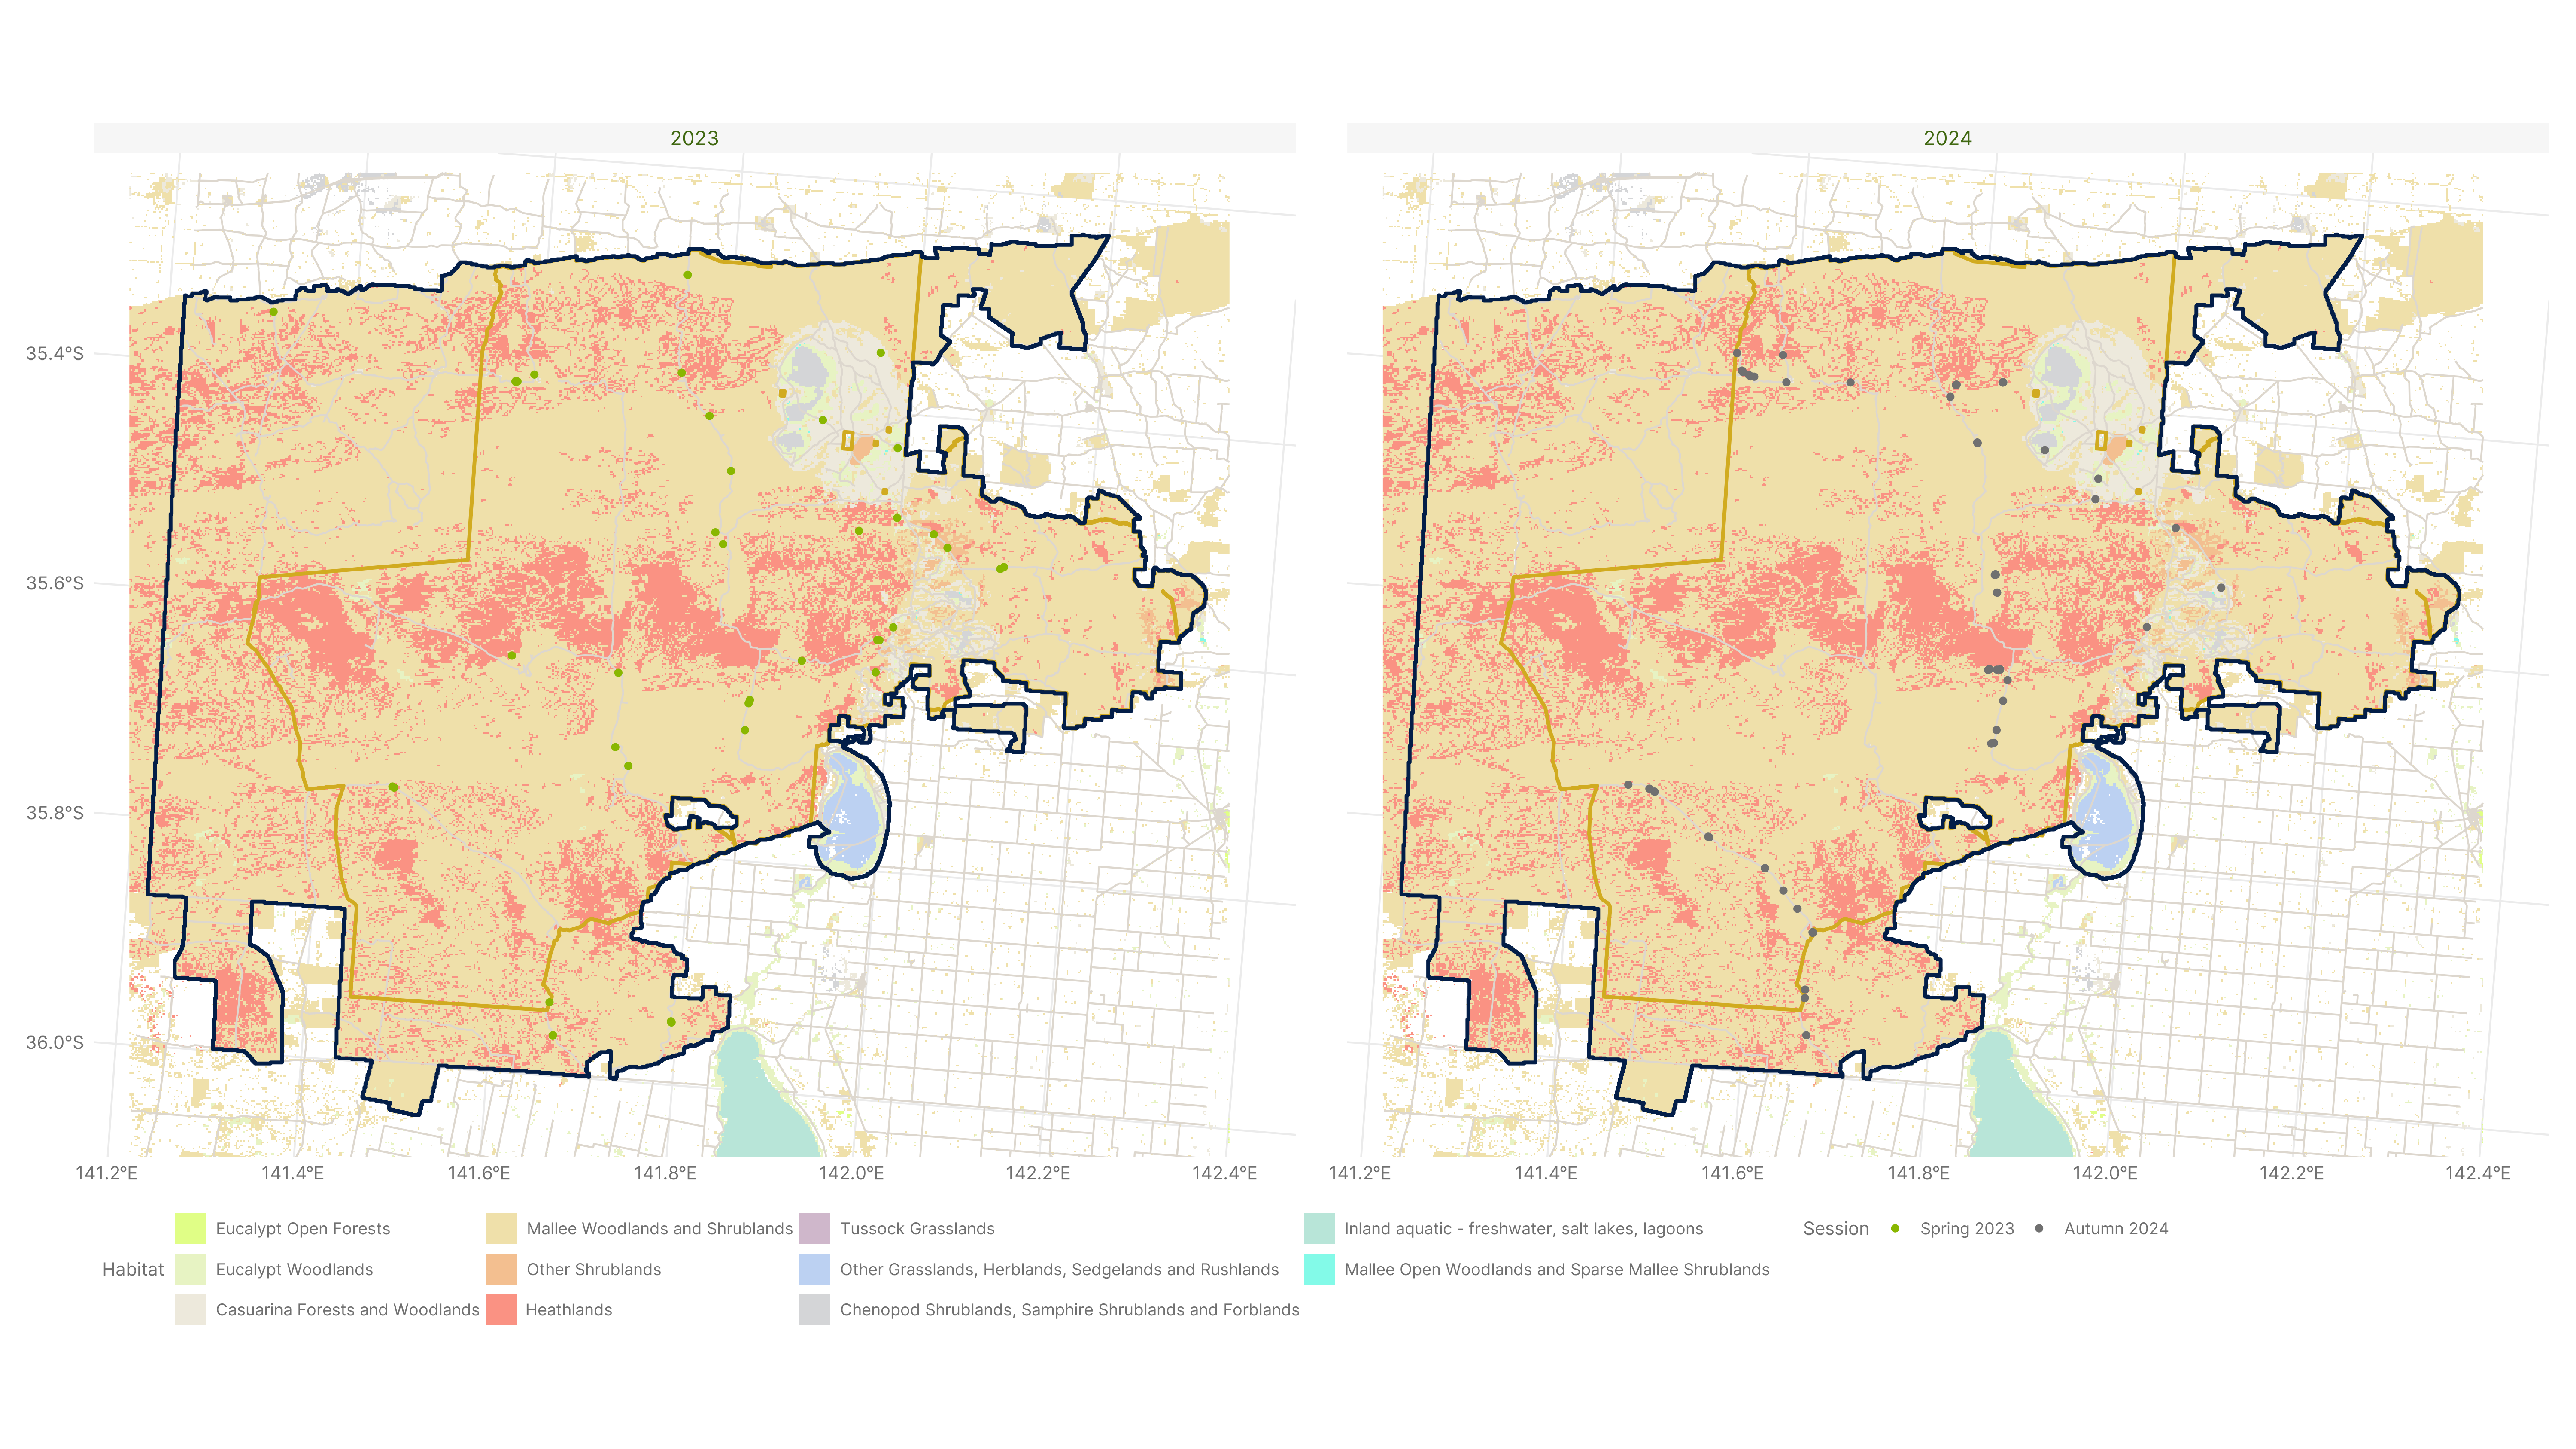 2023
2024
35.4°S
35.6°S
35.8°S
36.0°S
141.2°E 141.4°E 141.6°E 141.8°E 142.0°E 142.2°E 142.4°E
141.2°E 141.4°E 141.6°E 141.8°E 142.0°E 142.2°E 142.4°E
Habitat
Eucalypt Open Forests
Eucalypt Woodlands
Casuarina Forests and Woodlands
Mallee Woodlands and Shrublands
Other Shrublands
Heathlands
Tussock Grasslands
Other Grasslands, Herblands, Sedgelands and Rushlands
Chenopod Shrublands, Samphire Shrublands and Forblands
Inland aquatic - freshwater, salt lakes, lagoons
Mallee Open Woodlands and Sparse Mallee Shrublands
Session Spring 2023 Autumn 2024